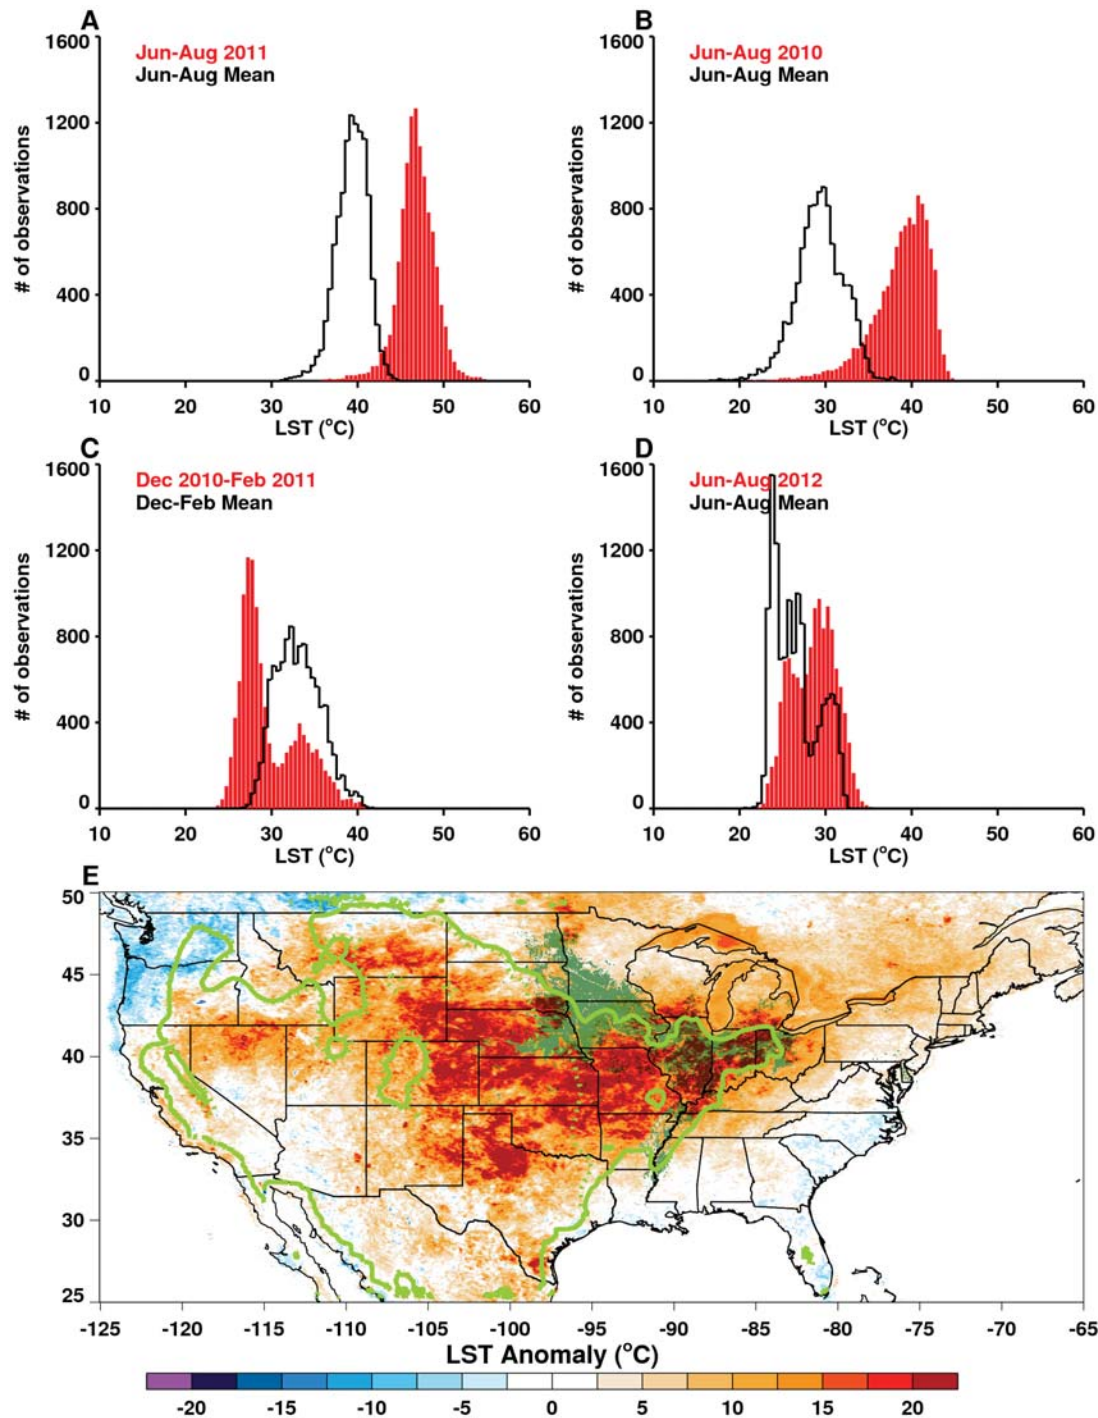 A
1600
1200
800
400
0
# of observations
Jun-Aug 2011
Jun-Aug Mean
10 20 30 40 50 60
LST (°C)
B
1600
1200
800
400
0
# of observations
Jun-Aug 2010
Jun-Aug Mean
10 20 30 40 50 60
LST (°C)
C
1600
1200
800
400
0
# of observations
Dec 2010-Feb 2011
Dec-Feb Mean
10 20 30 40 50 60
LST (°C)
D
1600
1200
800
400
0
# of observations
Jun-Aug 2012
Jun-Aug Mean
10 20 30 40 50 60
LST (°C)
E
50
45
40
35
30
25
-125 -120 -115 -110 -105 -100 -95 -90 -85 -80 -75 -70 -65
LST Anomaly (°C)
-20 -15 -10 -5 0 5 10 15 20